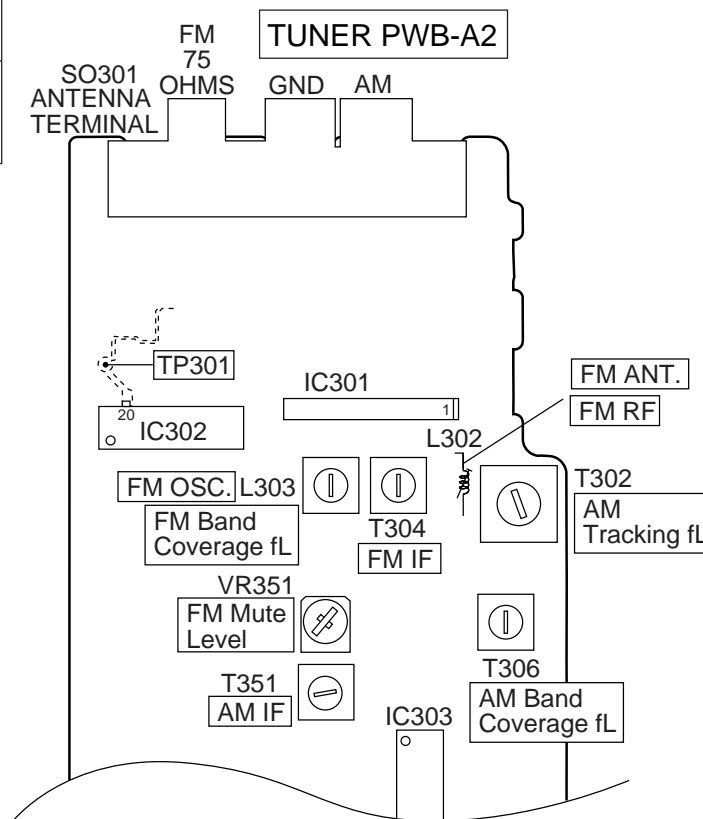 TUNER PWB-A2
FM
75
OHMS
GND
AM
SO301
ANTENNA
TERMINAL
TP301
IC301
1
20
IC302
FM ANT.
FM RF
L302
FM OSC.
L303
FM Band
Coverage fL
T304
FM IF
T302
AM
Tracking fL
VR351
FM Mute
Level
T351
AM IF
T306
AM Band
Coverage fL
IC303